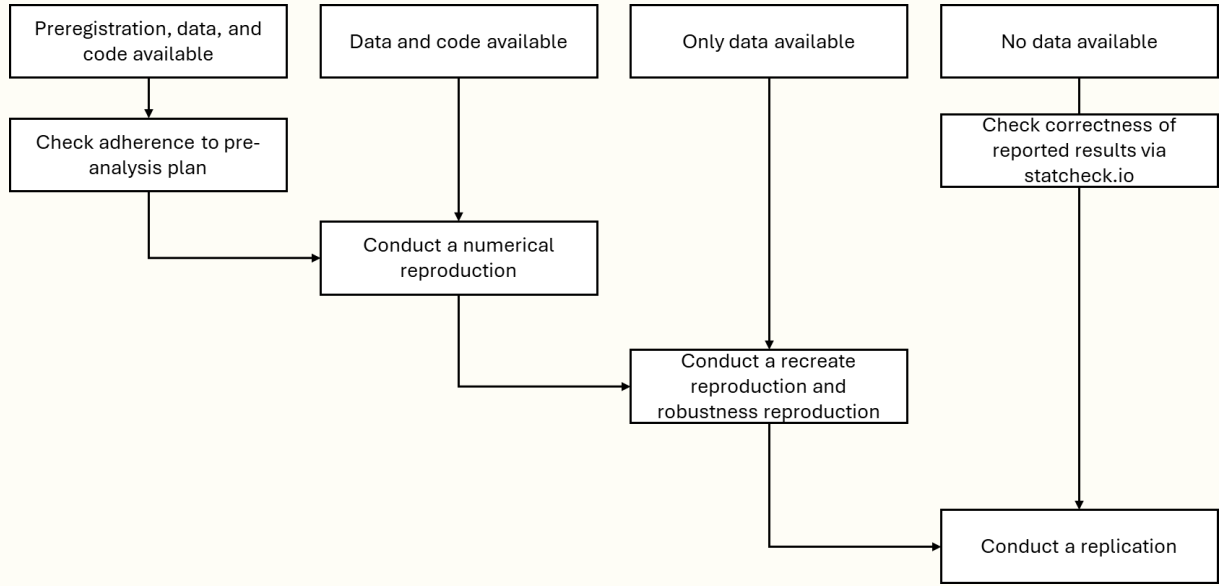 Preregistration, data, and
code available
Data and code available
Only data available
No data available
Check adherence to pre-
analysis plan
Check correctness of
reported results via
statcheck.io
Conduct a numerical
reproduction
Conduct a recreate
reproduction and
robustness reproduction
Conduct a replication